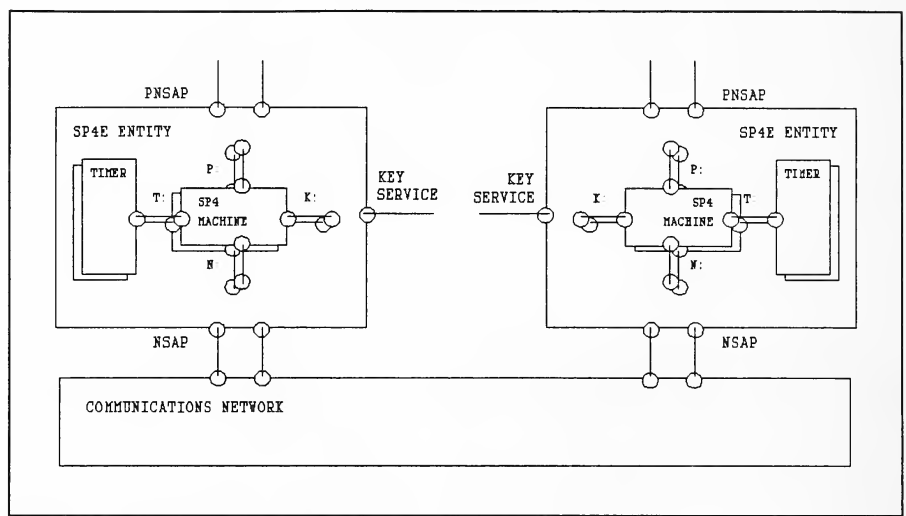 PNSAP
PNSAP
SP4E ENTITY
SP4E ENTITY
TIMER
P:
T:
SP4
MACHINE
K:
N:
KEY
SERVICE
KEY
SERVICE
K:
P:
SP4
MACHINE
T:
N:
TIMER
NSAP
NSAP
COMMUNICATIONS NETWORK